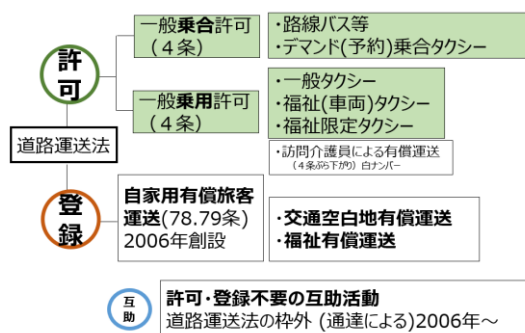 道路運送法
許可
一般乗合許可
(4条)
・路線バス等
・デマンド(予約)乗合タクシー
一般乗用許可
(4条)
・一般タクシー
・福祉(車両)タクシー
・福祉限定タクシー
・訪問介護員による有償運送
(4条ぶら下がり) 白ナンバー
登録
自家用有償旅客
運送(78.79条)
2006年創設
・交通空白地有償運送
・福祉有償運送
互助
許可・登録不要の互助活動
道路運送法の枠外 (通達による)2006年～